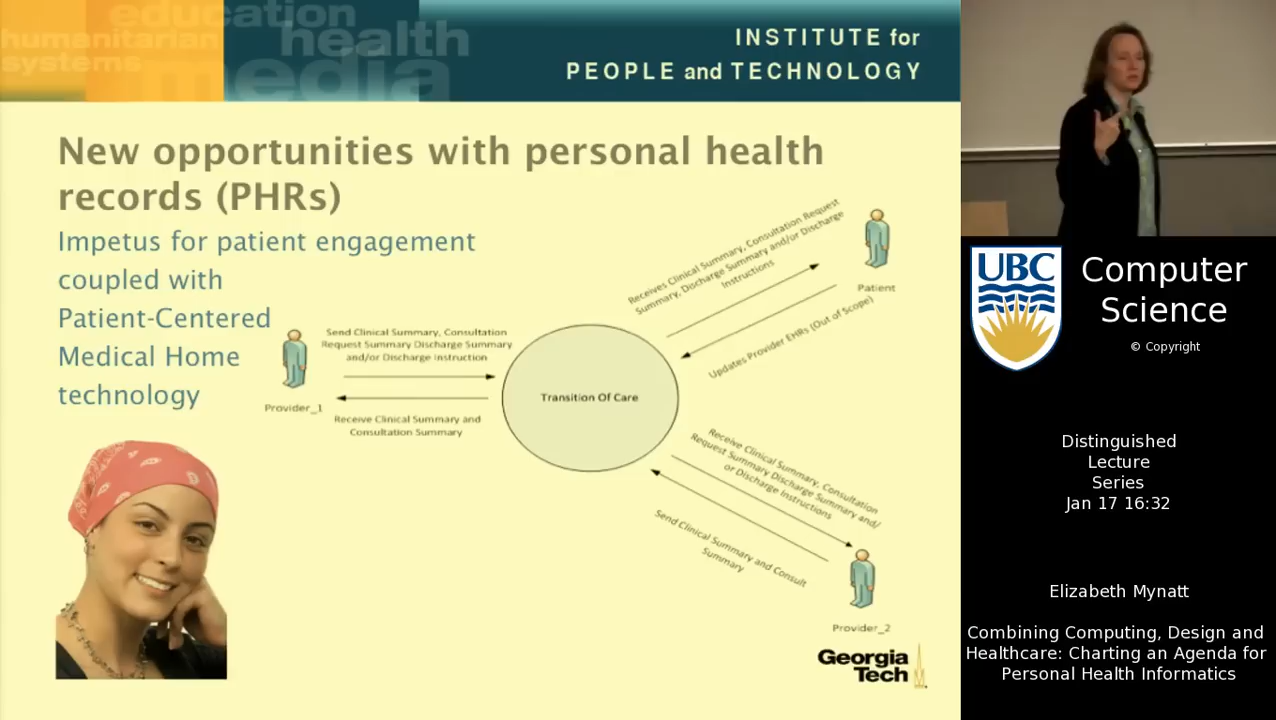 education
humanitarian
health
systems
media
INSTITUTE for
PEOPLE and TECHNOLOGY
New opportunities with personal health
records (PHRs)
Impetus for patient engagement
coupled with
Patient-Centered
Medical Home
technology
Provider_1
Send Clinical Summary, Consultation
Request Summary Discharge Summary
and/or Discharge Instruction
Receive Clinical Summary and
Consultation Summary
Transition Of Care
Receives Clinical Summary, Consultation Request
Summary, Discharge Summary and/or Discharge
Instructions
Patient
Updates Provider EHRs (Out of Scope)
Receive Clinical Summary, Consultation
Request Summary Discharge Summary and/
or Discharge Instructions
Send Clinical Summary and Consult
Summary
Provider_2
Georgia
Tech
UBC
Computer
Science
© Copyright
Distinguished
Lecture
Series
Jan 17 16:32
Elizabeth Mynatt
Combining Computing, Design and
Healthcare: Charting an Agenda for
Personal Health Informatics